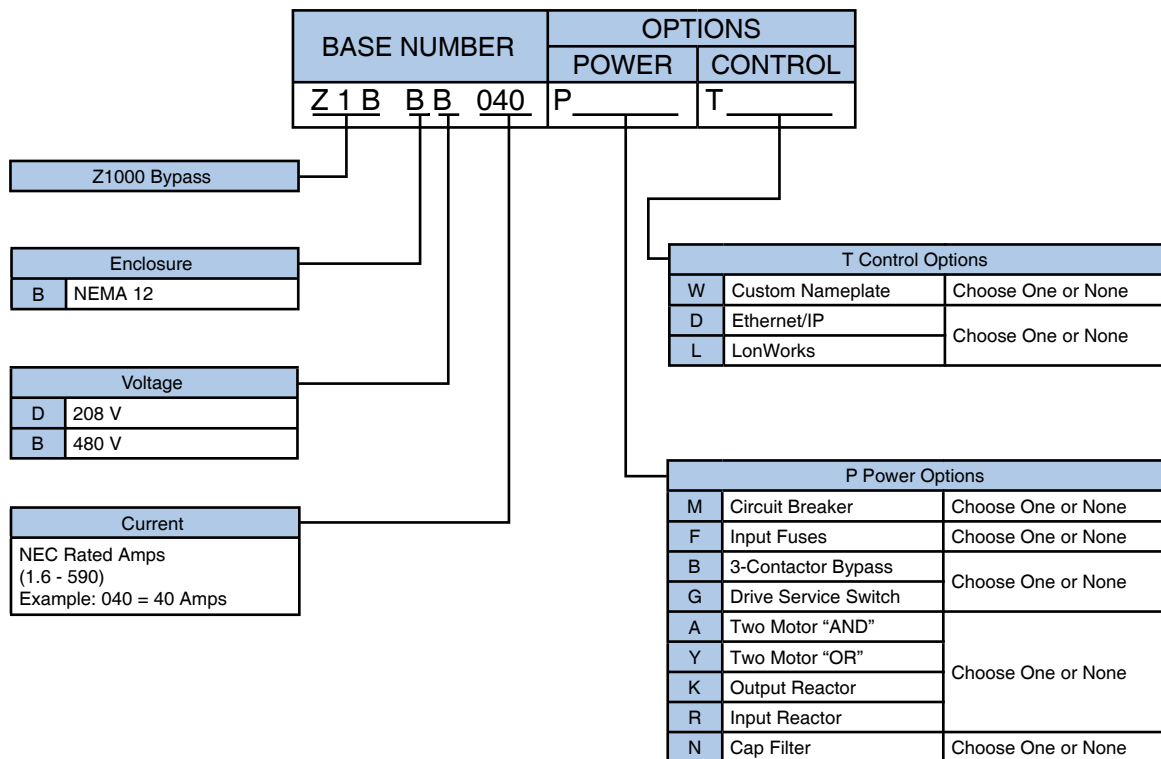 BASE NUMBER
OPTIONS
POWER
CONTROL
Z 1 B B B 040
P
T
Z1000 Bypass
Enclosure
B NEMA 12
Voltage
D 208 V
B 480 V
Current
NEC Rated Amps
(1.6 - 590)
Example: 040 = 40 Amps
T Control Options
W Custom Nameplate Choose One or None
D Ethernet/IP
Choose One or None
L LonWorks
P Power Options
M Circuit Breaker Choose One or None
F Input Fuses Choose One or None
B 3-Contactor Bypass
Choose One or None
G Drive Service Switch
A Two Motor “AND”
Y Two Motor “OR”
Choose One or None
K Output Reactor
R Input Reactor
N Cap Filter Choose One or None